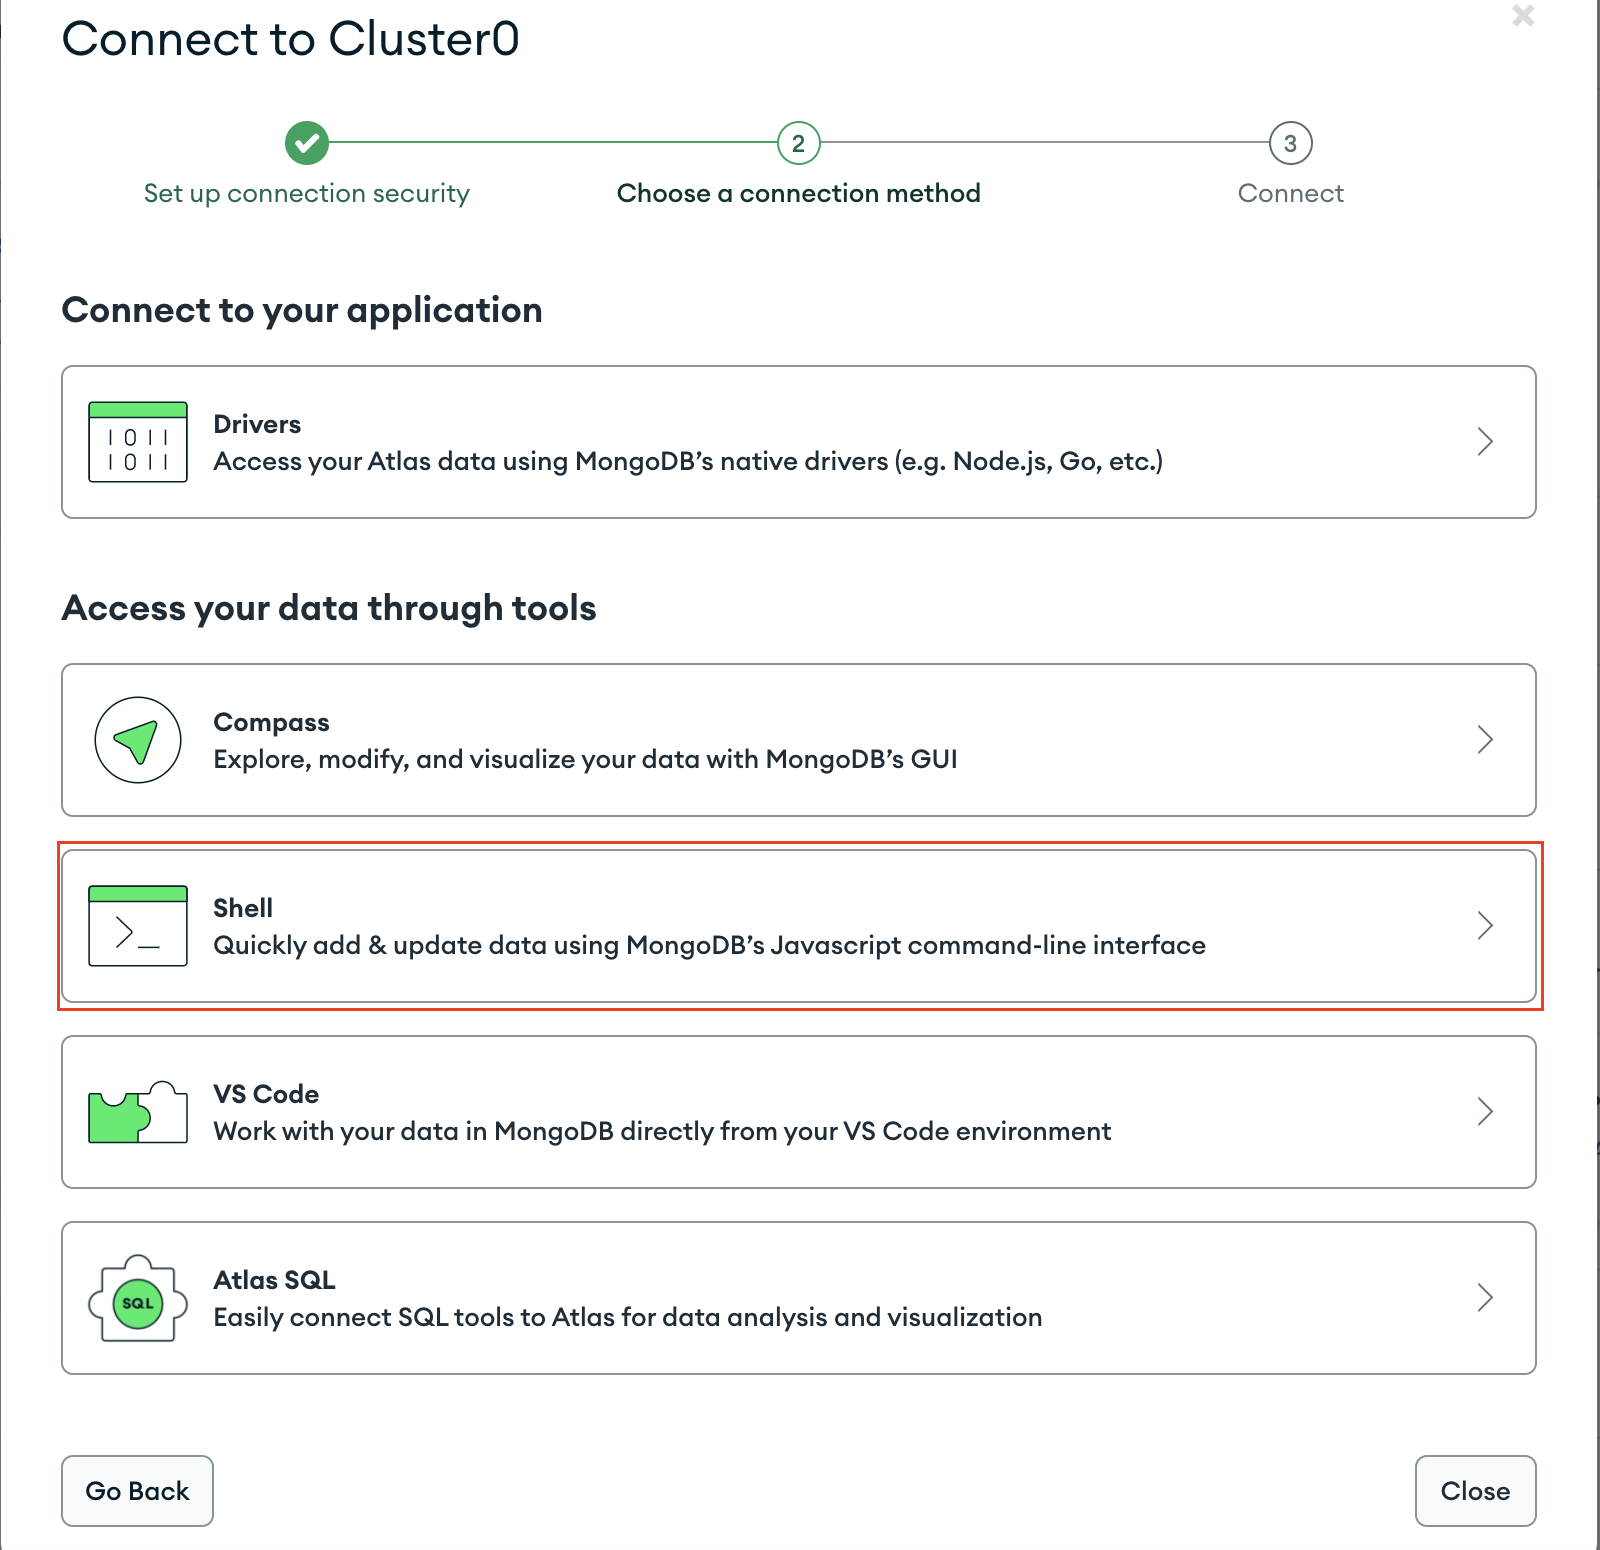 Connect to Cluster0
2
3
Set up connection security
Choose a connection method
Connect
Connect to your application
1011
1011
Drivers
Access your Atlas data using MongoDB’s native drivers (e.g. Node.js, Go, etc.)
Access your data through tools
Compass
Explore, modify, and visualize your data with MongoDB’s GUI
>_
Shell
Quickly add & update data using MongoDB’s Javascript command-line interface
VS Code
Work with your data in MongoDB directly from your VS Code environment
SQL
Atlas SQL
Easily connect SQL tools to Atlas for data analysis and visualization
Go Back
Close